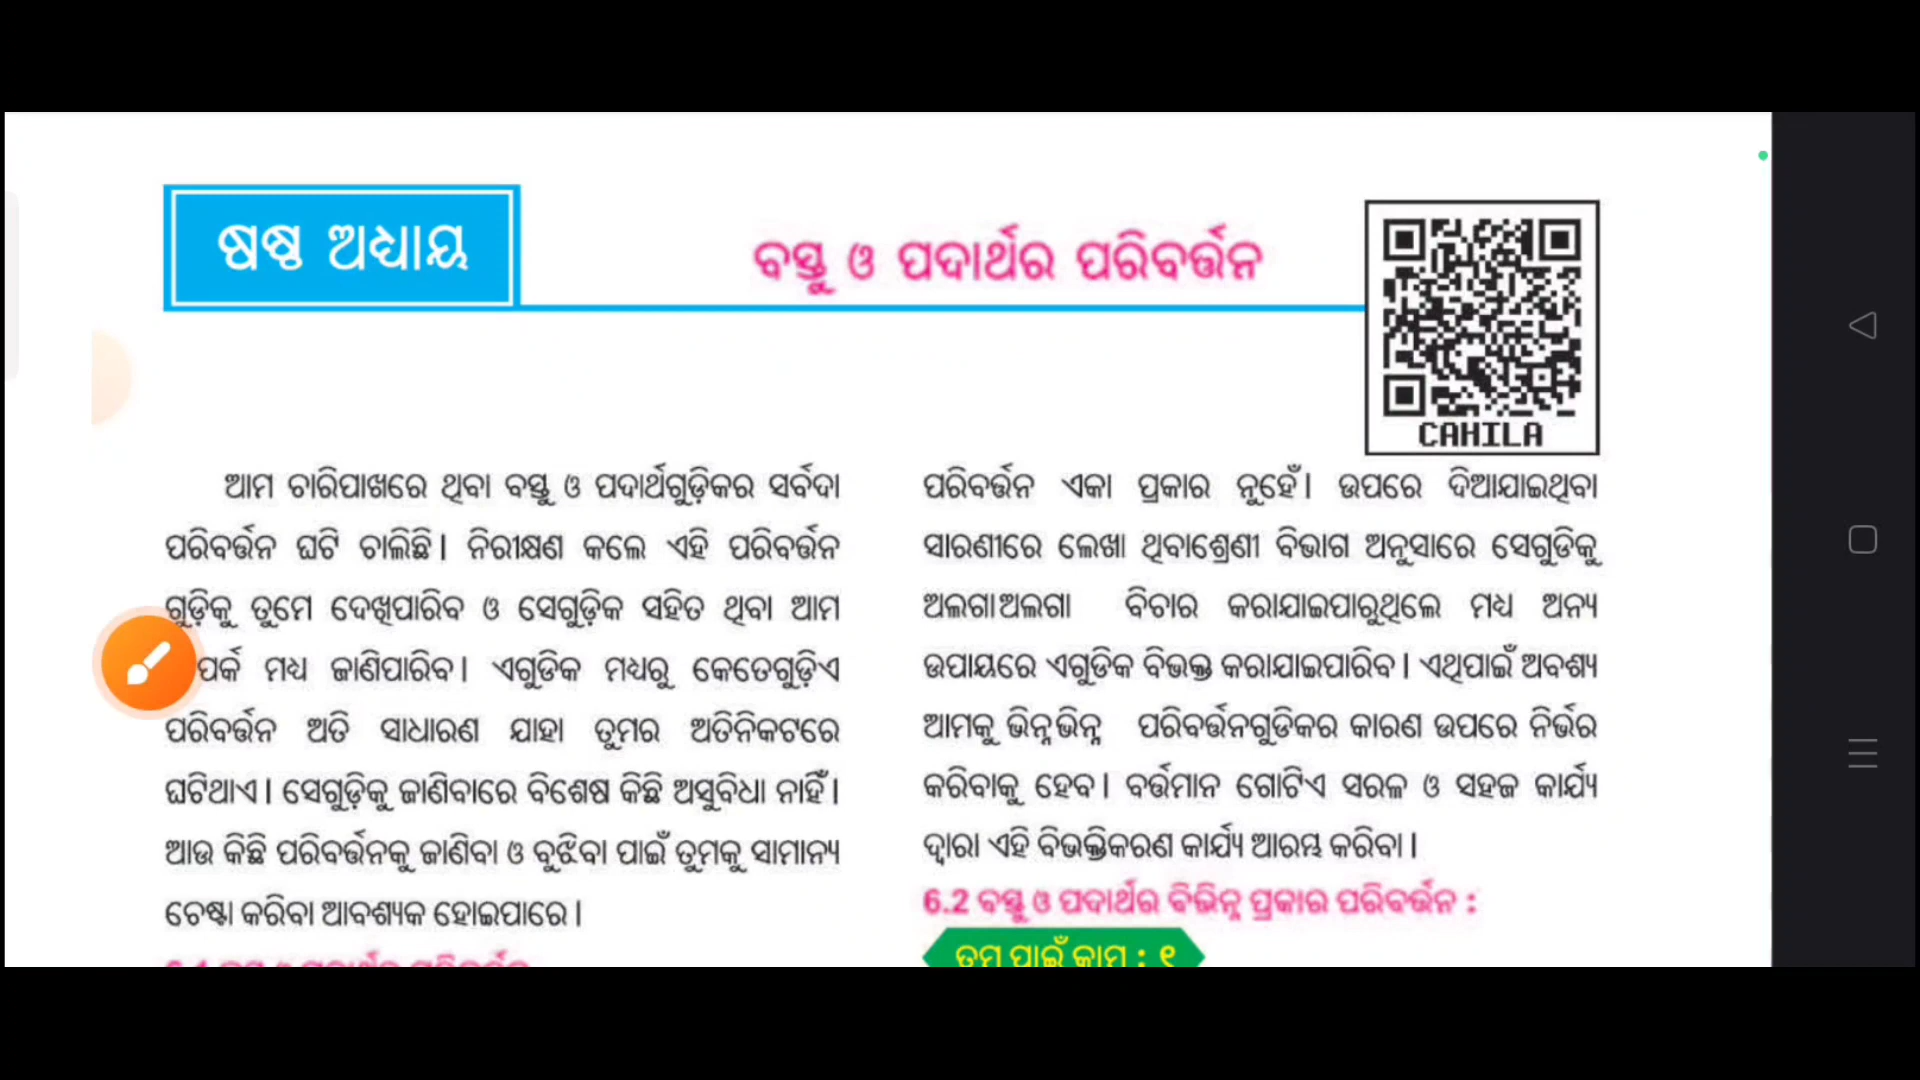 ଷଷ୍ଠ ଅଧ୍ୟାୟ
ବସ୍ତୁ ଓ ପଦାର୍ଥର ପରିବର୍ତ୍ତନ
CAHILA
ଆମ ଚାରିପାଖରେ ଥିବା ବସ୍ତୁ ଓ ପଦାର୍ଥଗୁଡ଼ିକର ସର୍ବଦା
ପରିବର୍ତ୍ତନ ଘଟି ଚାଲିଛି। ନିରୀକ୍ଷଣ କଲେ ଏହି ପରିବର୍ତ୍ତନ
ଗୁଡ଼ିକୁ ତୁମେ ଦେଖିପାରିବ ଓ ସେଗୁଡ଼ିକ ସହିତ ଥିବା ଆମ
ପର୍କ ମଧ୍ୟ ଜାଣିପାରିବ। ଏଗୁଡିକ ମଧ୍ୟରୁ କେତେଗୁଡ଼ିଏ
ପରିବର୍ତ୍ତନ ଅତି ସାଧାରଣ ଯାହା ତୁମର ଅତିନିକଟରେ
ଘଟିଥାଏ। ସେଗୁଡ଼ିକୁ ଜାଣିବାରେ ବିଶେଷ କିଛି ଅସୁବିଧା ନାହିଁ।
ଆଉ କିଛି ପରିବର୍ତ୍ତନକୁ ଜାଣିବା ଓ ବୁଝିବା ପାଇଁ ତୁମକୁ ସାମାନ୍ୟ
ଚେଷ୍ଟା କରିବା ଆବଶ୍ୟକ ହୋଇପାରେ।
ପରିବର୍ତ୍ତନ ଏକା ପ୍ରକାର ନୁହେଁ। ଉପରେ ଦିଆଯାଇଥିବା
ସାରଣୀରେ ଲେଖା ଥିବାଶ୍ରେଣୀ ବିଭାଗ ଅନୁସାରେ ସେଗୁଡିକୁ
ଅଲଗାଅଲଗା ବିଚାର କରାଯାଇପାରୁଥିଲେ ମଧ୍ୟ ଅନ୍ୟ
ଉପାୟରେ ଏଗୁଡିକ ବିଭକ୍ତ କରାଯାଇପାରିବ। ଏଥିପାଇଁ ଅବଶ୍ୟ
ଆମକୁ ଭିନ୍ନଭିନ୍ନ ପରିବର୍ତ୍ତନଗୁଡିକର କାରଣ ଉପରେ ନିର୍ଭର
କରିବାକୁ ହେବ। ବର୍ତ୍ତମାନ ଗୋଟିଏ ସରଳ ଓ ସହଜ କାର୍ଯ୍ୟ
ଦ୍ୱାରା ଏହି ବିଭକ୍ତିକରଣ କାର୍ଯ୍ୟ ଆରମ୍ଭ କରିବା।
6.2 ବସ୍ତୁ ଓ ପଦାର୍ଥର ବିଭିନ୍ନ ପ୍ରକାର ପରିବର୍ତ୍ତନ :
ତୁମ ପାଇଁ କାମ : ୧